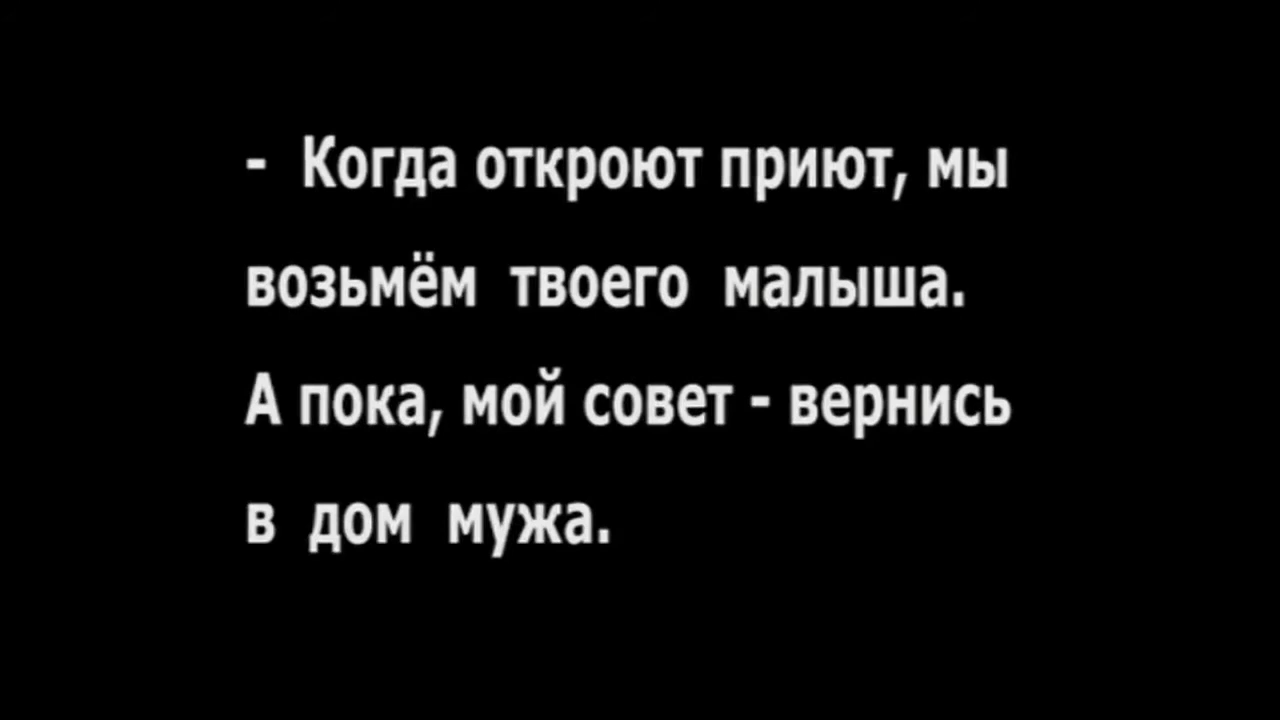 - Когда откроют приют, мы
возьмём твоего малыша.
А пока, мой совет - вернись
в дом мужа.